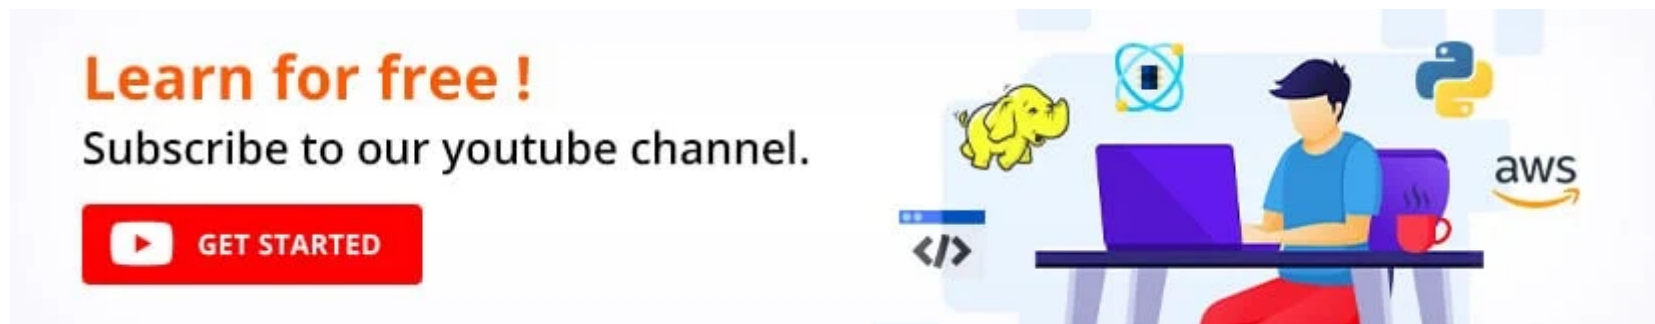 Learn for free !
Subscribe to our youtube channel.
GET STARTED
aws
</>